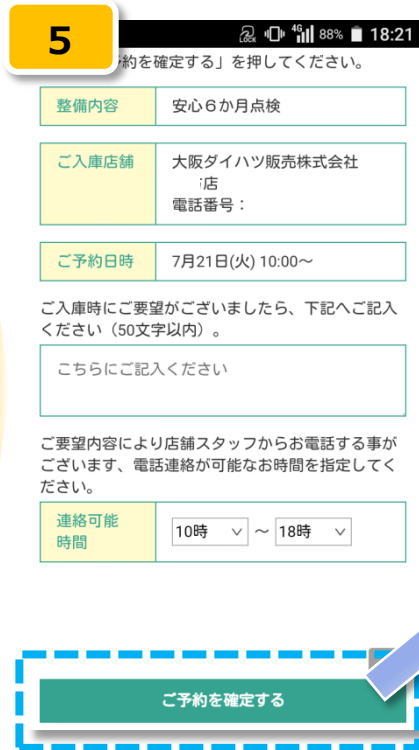 5
4G 88% 18:21
約を確定する」を押してください。
整備内容 安心6か月点検
ご入庫店舗 大阪ダイハツ販売株式会社
店
電話番号：
ご予約日時 7月21日(火) 10:00～
ご入庫時にご要望がございましたら、下記へご記入
ください（50文字以内）。
こちらにご記入ください
ご要望内容により店舗スタッフからお電話する事が
ございます、電話連絡が可能なお時間を指定してく
ださい。
連絡可能
時間
10時 ～ 18時
ご予約を確定する